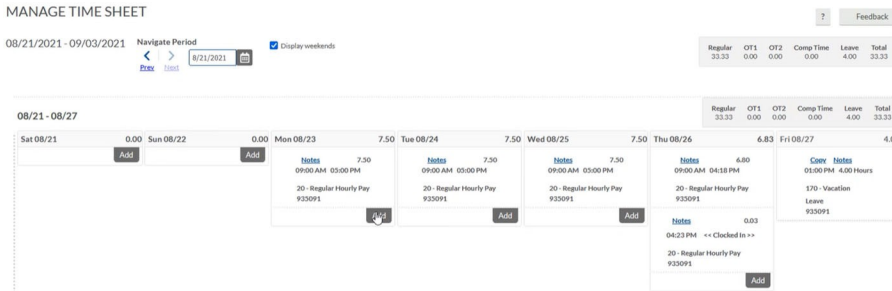 MANAGE TIME SHEET
? Feedback
08/21/2021 - 09/03/2021 Navigate Period
Prev Next
8/21/2021
Display weekends
Regular OT1 OT2 Comp Time Leave Total
33.33 0.00 0.00 0.00 4.00 33.33
08/21 - 08/27
Regular OT1 OT2 Comp Time Leave Total
33.33 0.00 0.00 0.00 4.00 33.33
Sat 08/21 0.00 Sun 08/22 0.00 Mon 08/23 7.50 Tue 08/24 7.50 Wed 08/25 7.50 Thu 08/26 6.83 Fri 08/27
Add Add
Notes 7.50
09:00 AM 05:00 PM
20 - Regular Hourly Pay
935091
Add
Notes 7.50
09:00 AM 05:00 PM
20 - Regular Hourly Pay
935091
Add
Notes 7.50
09:00 AM 05:00 PM
20 - Regular Hourly Pay
935091
Add
Notes 6.80
09:00 AM 04:18 PM
20 - Regular Hourly Pay
935091
Notes 0.03
04:23 PM << Clocked In >>
20 - Regular Hourly Pay
935091
Add
Copy Notes
01:00 PM 4.00 Hours
170 - Vacation
Leave
935091